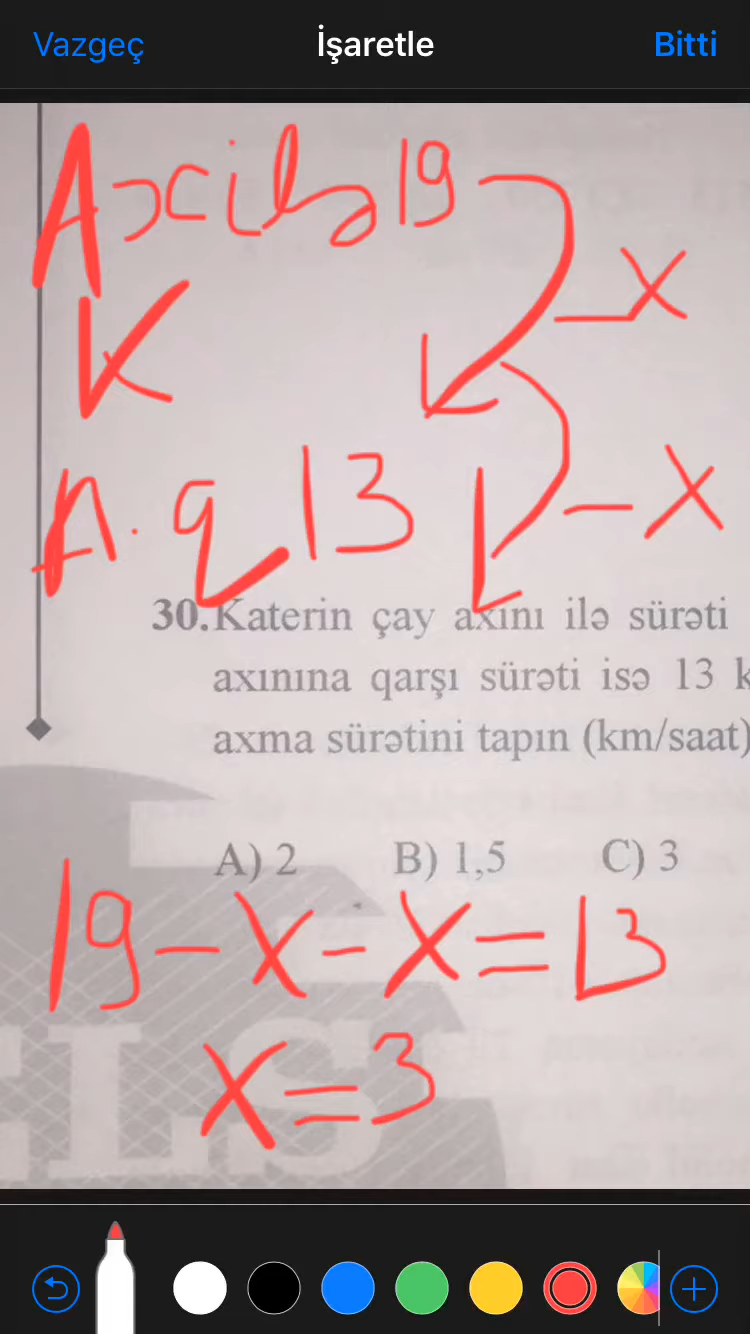 Vazgeç İşaretle Bitti
Axilə 19
-x
K
A.q 13
-x
30. Katerin çay axını ilə sürəti
axınına qarşı sürəti isə 13 k
axma sürətini tapın (km/saat)
A) 2 B) 1,5 C) 3
19-x-x=13
x=3